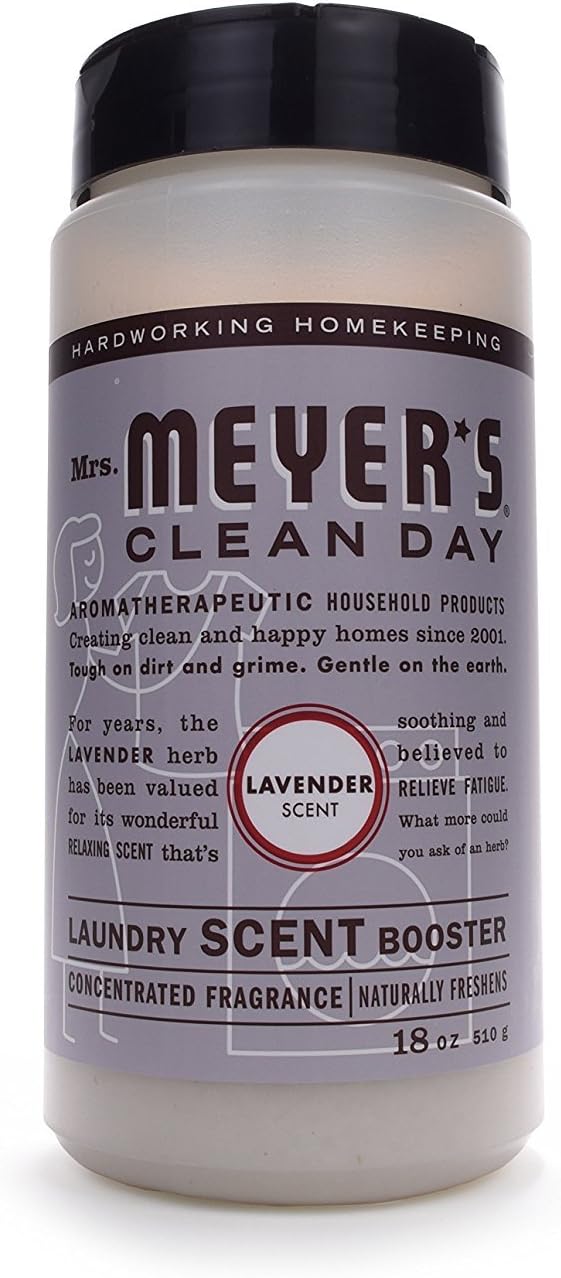 HARDWORKING HOMEKEEPING
Mrs. MEYER'S®
CLEAN DAY
AROMATHERAPEUTIC HOUSEHOLD PRODUCTS
Creating clean and happy homes since 2001.
Tough on dirt and grime. Gentle on the earth.
For years, the
LAVENDER herb
has been valued
for its wonderful
RELAXING SCENT that's
LAVENDER
SCENT
soothing and
believed to
RELIEVE FATIGUE.
What more could
you ask of an herb?
LAUNDRY SCENT BOOSTER
CONCENTRATED FRAGRANCE | NATURALLY FRESHENS
18 oz 510 g